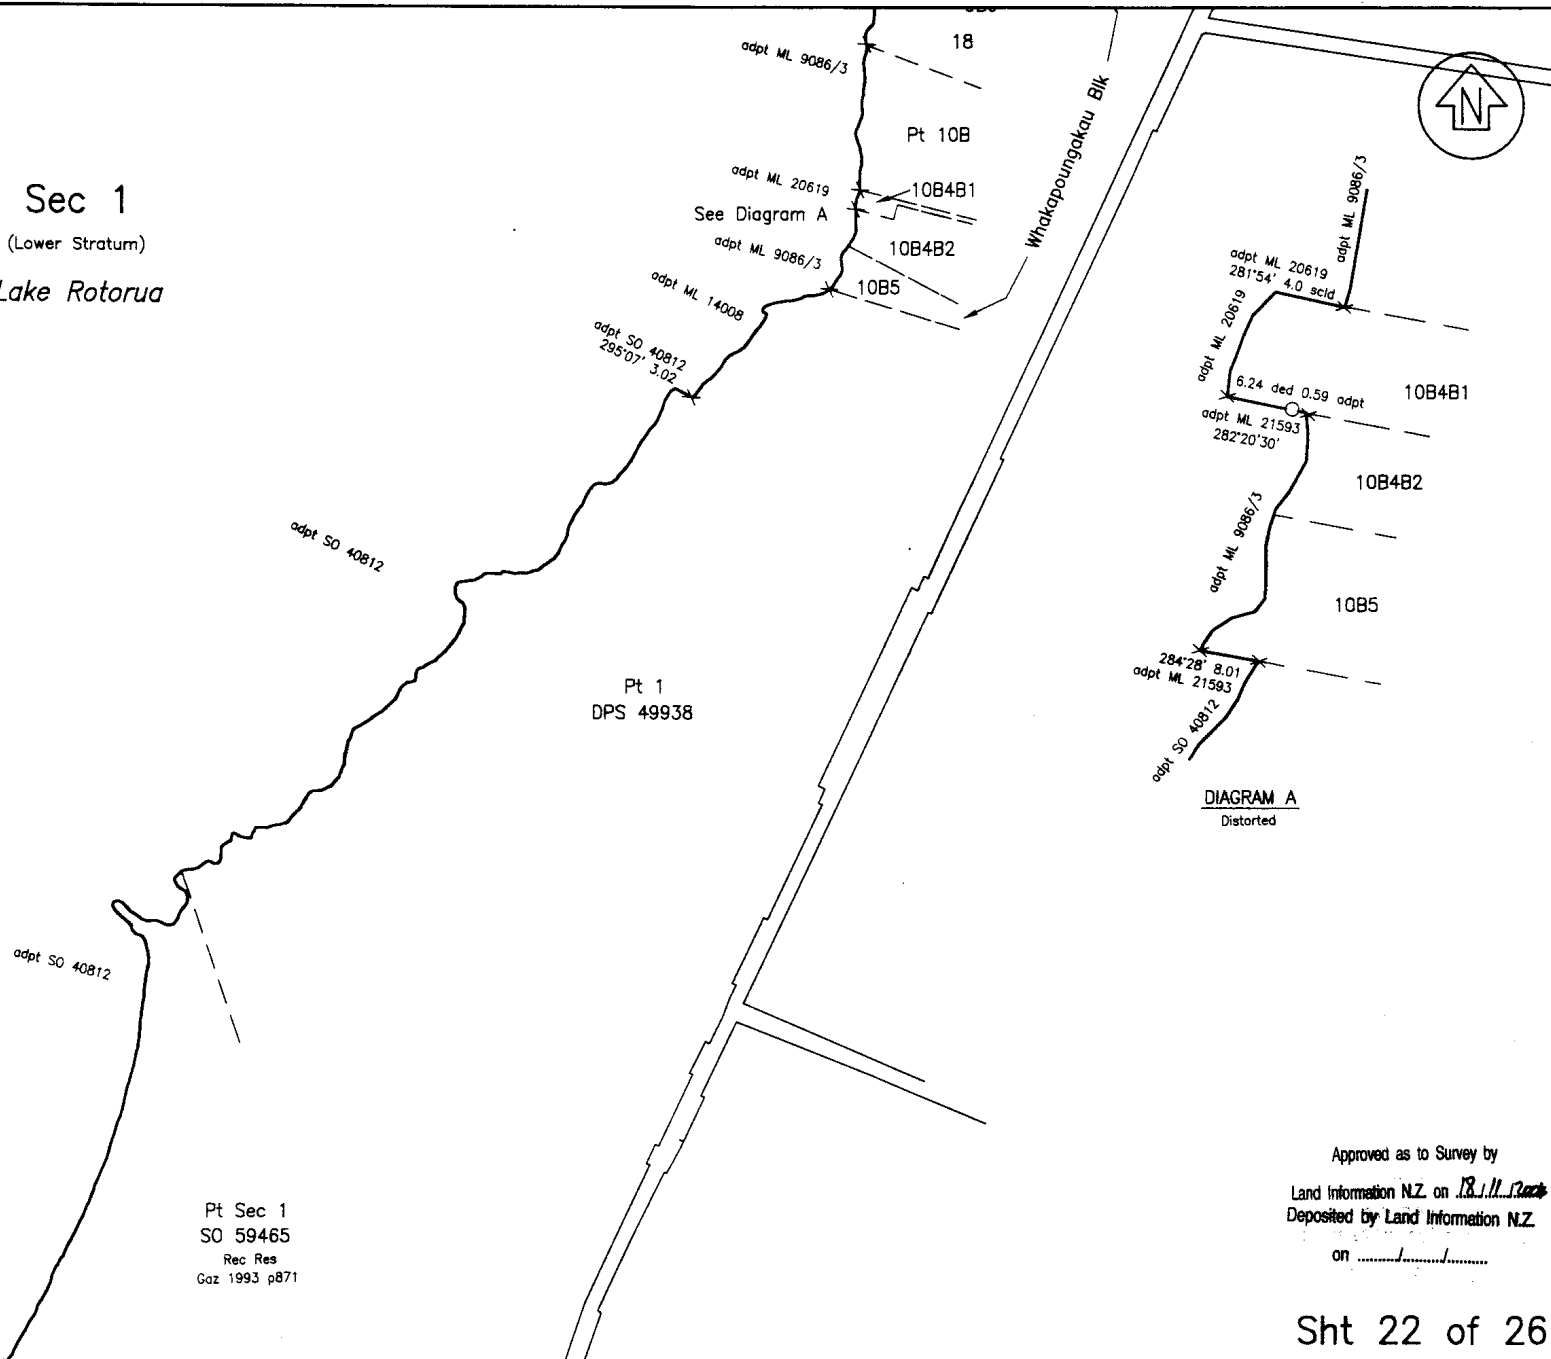 18
adpt ML 9086/3
Pt 10B
Whakapoungakau Blk
N
Sec 1
(Lower Stratum)
Lake Rotorua
adpt ML 20619
10B4B1
See Diagram A
adpt ML 9086/3
10B4B2
10B5
adpt ML 14008
adpt SO 40812
295°07' 3.02
adpt SO 40812
Pt 1
DPS 49938
adpt SO 40812
Pt Sec 1
SO 59465
Rec Res
Gaz 1993 p871
adpt ML 9086/3
adpt ML 20619
281°54' 4.0 scld
adpt ML 20619
6.24 ded 0.59 adpt
10B4B1
adpt ML 21593
282°20'30'
10B4B2
adpt ML 9086/3
10B5
284°28' 8.01
adpt ML 21593
adpt SO 40812
DIAGRAM A
Distorted
Approved as to Survey by
Land Information N.Z. on 18/11/
Deposited by Land Information N.Z.
on ........../........../..........
Sht 22 of 26